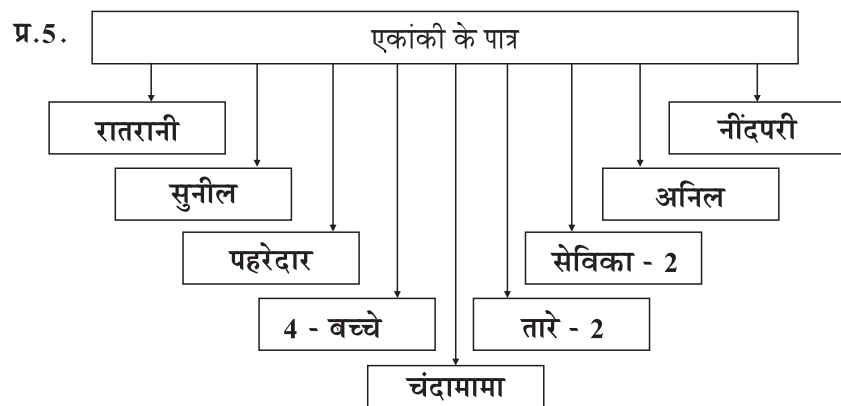 प्र.5. एकांकी के पात्र
रातरानी नींदपरी
सुनील अनिल
पहरेदार सेविका - 2
4 - बच्चे तारे - 2
चंदामामा